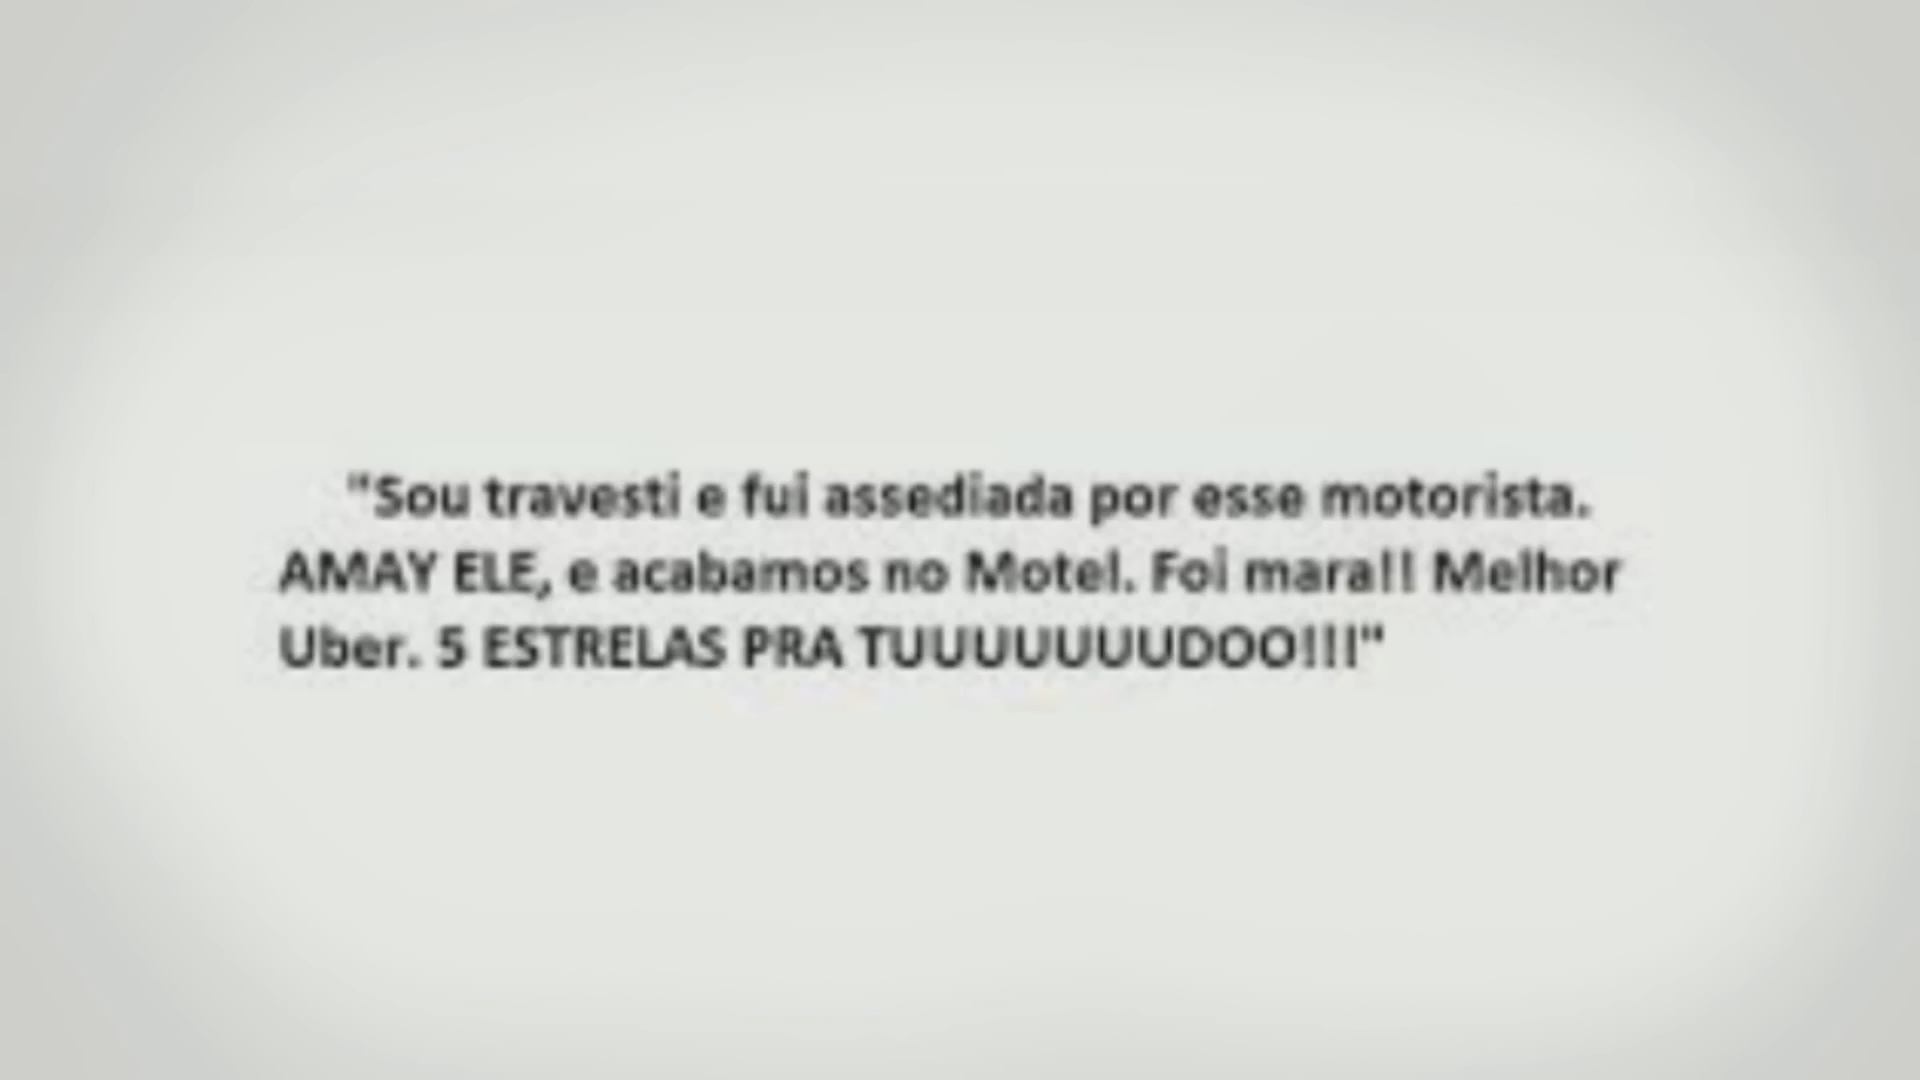 "Sou travesti e fui assediada por esse motorista.
AMAY ELE, e acabamos no Motel. Foi mara!! Melhor
Uber. 5 ESTRELAS PRA TUUUUUUUDOO!!!"